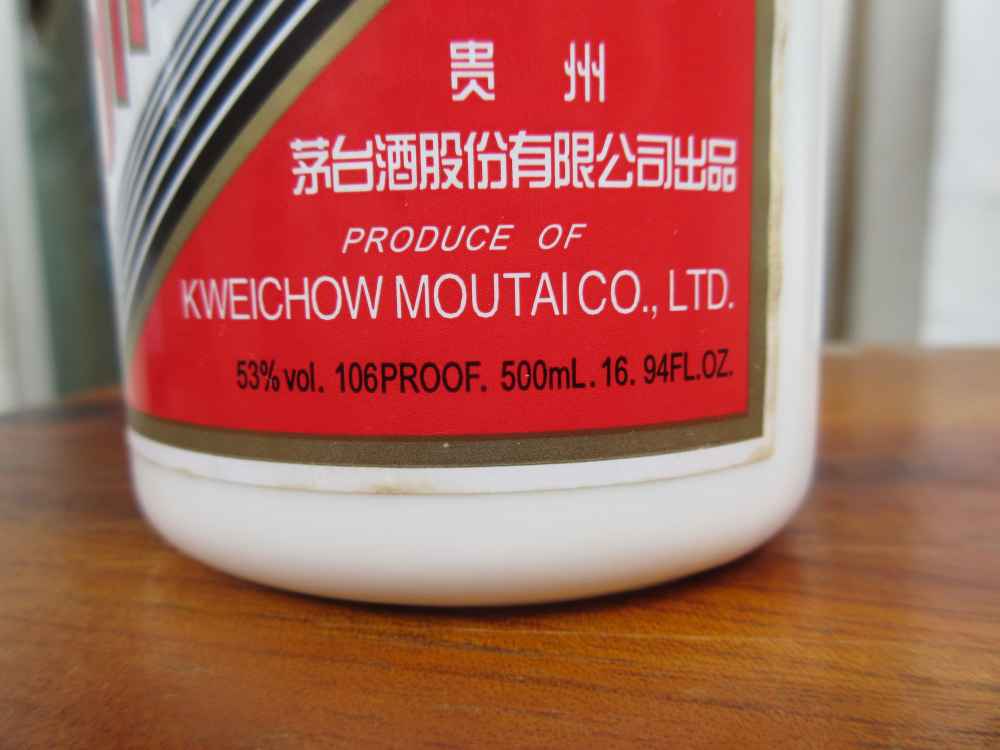 贵 州
茅台酒股份有限公司出品
PRODUCE OF
KWEICHOW MOUTAI CO., LTD.
53% vol. 106PROOF. 500mL. 16. 94FL.OZ.